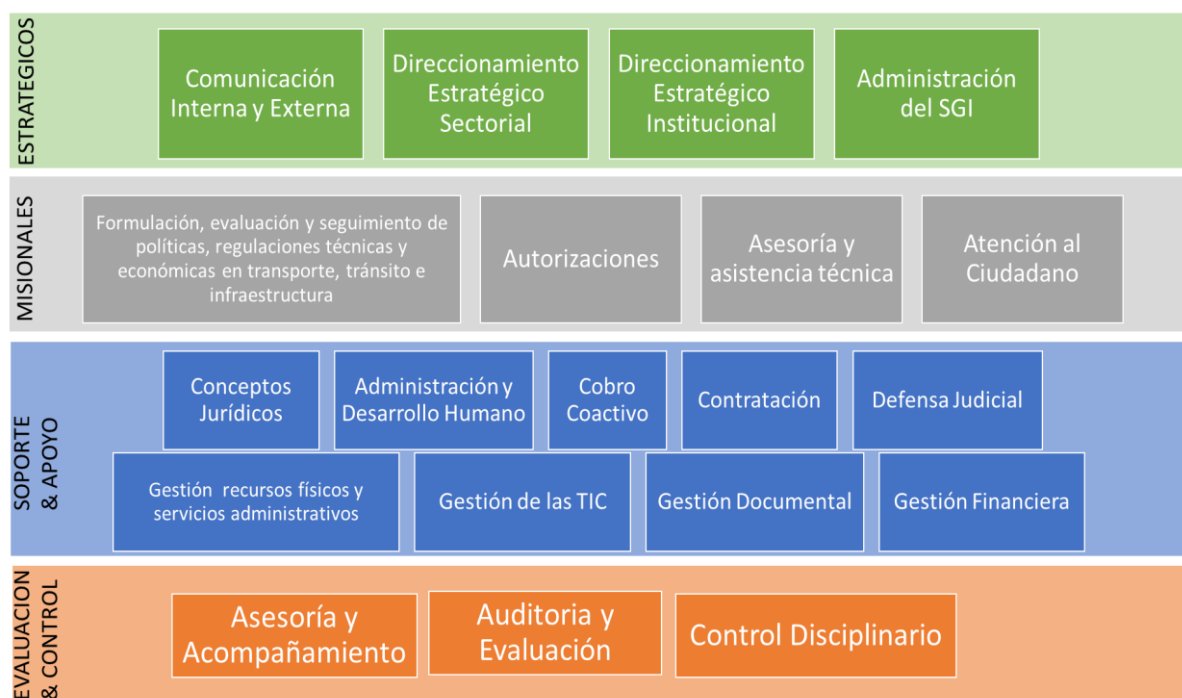 ESTRATEGICOS
Comunicación
Interna y Externa
Direccionamiento
Estratégico
Sectorial
Direccionamiento
Estratégico
Institucional
Administración
del SGI
MISIONALES
Formulación, evaluación y seguimiento de
políticas, regulaciones técnicas y
económicas en transporte, tránsito e
infraestructura
Autorizaciones
Asesoría y
asistencia técnica
Atención al
Ciudadano
SOPORTE
& APOYO
Conceptos
Jurídicos
Administración y
Desarrollo Humano
Cobro
Coactivo
Contratación
Defensa Judicial
Gestión recursos físicos y
servicios administrativos
Gestión de las TIC
Gestión Documental
Gestión Financiera
EVALUACION
& CONTROL
Asesoría y
Acompañamiento
Auditoria y
Evaluación
Control Disciplinario